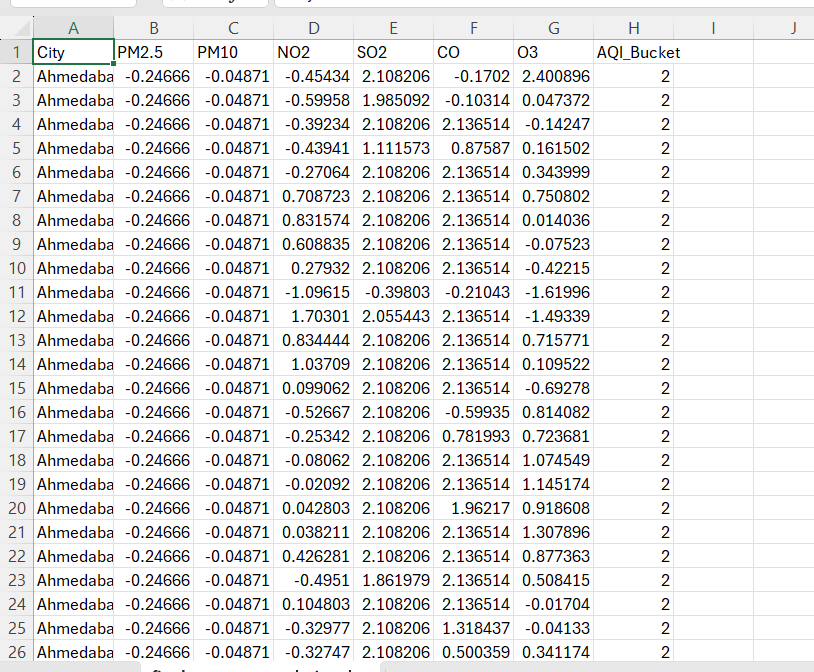 A B C D E F G H I J
1 City PM2.5 PM10 NO2 SO2 CO O3 AQI_Bucket
2 Ahmedaba -0.24666 -0.04871 -0.45434 2.108206 -0.1702 2.400896 2
3 Ahmedaba -0.24666 -0.04871 -0.59958 1.985092 -0.10314 0.047372 2
4 Ahmedaba -0.24666 -0.04871 -0.39234 2.108206 2.136514 -0.14247 2
5 Ahmedaba -0.24666 -0.04871 -0.43941 1.111573 0.87587 0.161502 2
6 Ahmedaba -0.24666 -0.04871 -0.27064 2.108206 2.136514 0.343999 2
7 Ahmedaba -0.24666 -0.04871 0.708723 2.108206 2.136514 0.750802 2
8 Ahmedaba -0.24666 -0.04871 0.831574 2.108206 2.136514 0.014036 2
9 Ahmedaba -0.24666 -0.04871 0.608835 2.108206 2.136514 -0.07523 2
10 Ahmedaba -0.24666 -0.04871 0.27932 2.108206 2.136514 -0.42215 2
11 Ahmedaba -0.24666 -0.04871 -1.09615 -0.39803 -0.21043 -1.61996 2
12 Ahmedaba -0.24666 -0.04871 1.70301 2.055443 2.136514 -1.49339 2
13 Ahmedaba -0.24666 -0.04871 0.834444 2.108206 2.136514 0.715771 2
14 Ahmedaba -0.24666 -0.04871 1.03709 2.108206 2.136514 0.109522 2
15 Ahmedaba -0.24666 -0.04871 0.099062 2.108206 2.136514 -0.69278 2
16 Ahmedaba -0.24666 -0.04871 -0.52667 2.108206 -0.59935 0.814082 2
17 Ahmedaba -0.24666 -0.04871 -0.25342 2.108206 0.781993 0.723681 2
18 Ahmedaba -0.24666 -0.04871 -0.08062 2.108206 2.136514 1.074549 2
19 Ahmedaba -0.24666 -0.04871 -0.02092 2.108206 2.136514 1.145174 2
20 Ahmedaba -0.24666 -0.04871 0.042803 2.108206 1.96217 0.918608 2
21 Ahmedaba -0.24666 -0.04871 0.038211 2.108206 2.136514 1.307896 2
22 Ahmedaba -0.24666 -0.04871 0.426281 2.108206 2.136514 0.877363 2
23 Ahmedaba -0.24666 -0.04871 -0.4951 1.861979 2.136514 0.508415 2
24 Ahmedaba -0.24666 -0.04871 0.104803 2.108206 2.136514 -0.01704 2
25 Ahmedaba -0.24666 -0.04871 -0.32977 2.108206 1.318437 -0.04133 2
26 Ahmedaba -0.24666 -0.04871 -0.32747 2.108206 0.500359 0.341174 2